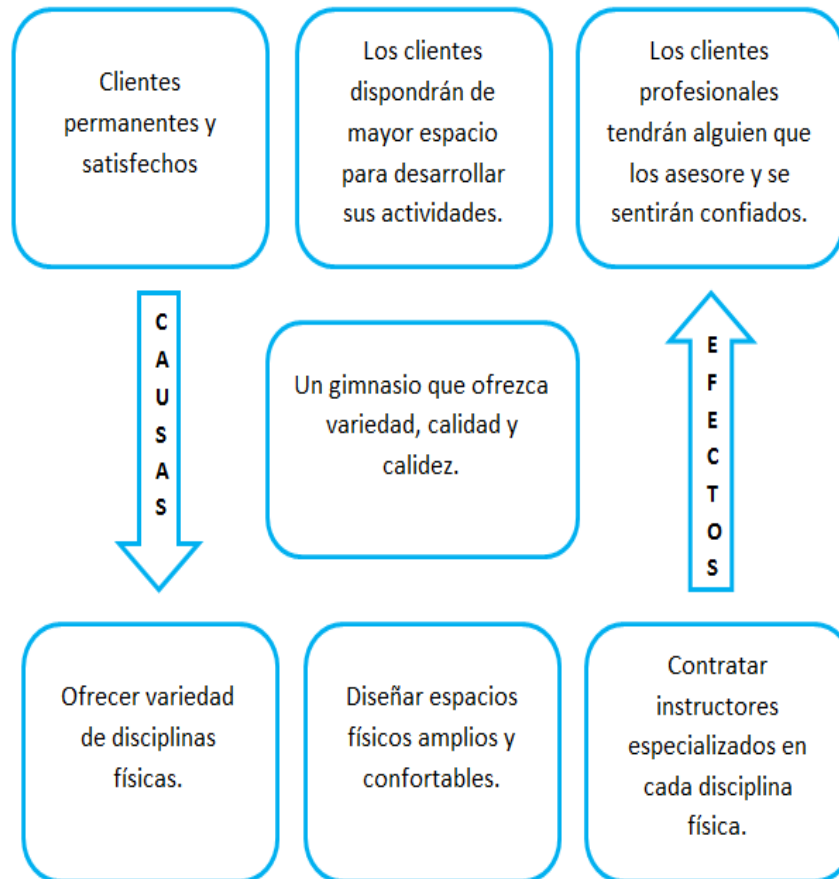 Clientes
permanentes y
satisfechos
Los clientes
dispondrán de
mayor espacio
para desarrollar
sus actividades.
Los clientes
profesionales
tendrán alguien que
los asesore y se
sentirán confiados.
CAUSAS
Un gimnasio que ofrezca
variedad, calidad y
calidez.
EFECTOS
Ofrecer variedad
de disciplinas
físicas.
Diseñar espacios
físicos amplios y
confortables.
Contratar
instructores
especializados en
cada disciplina
física.